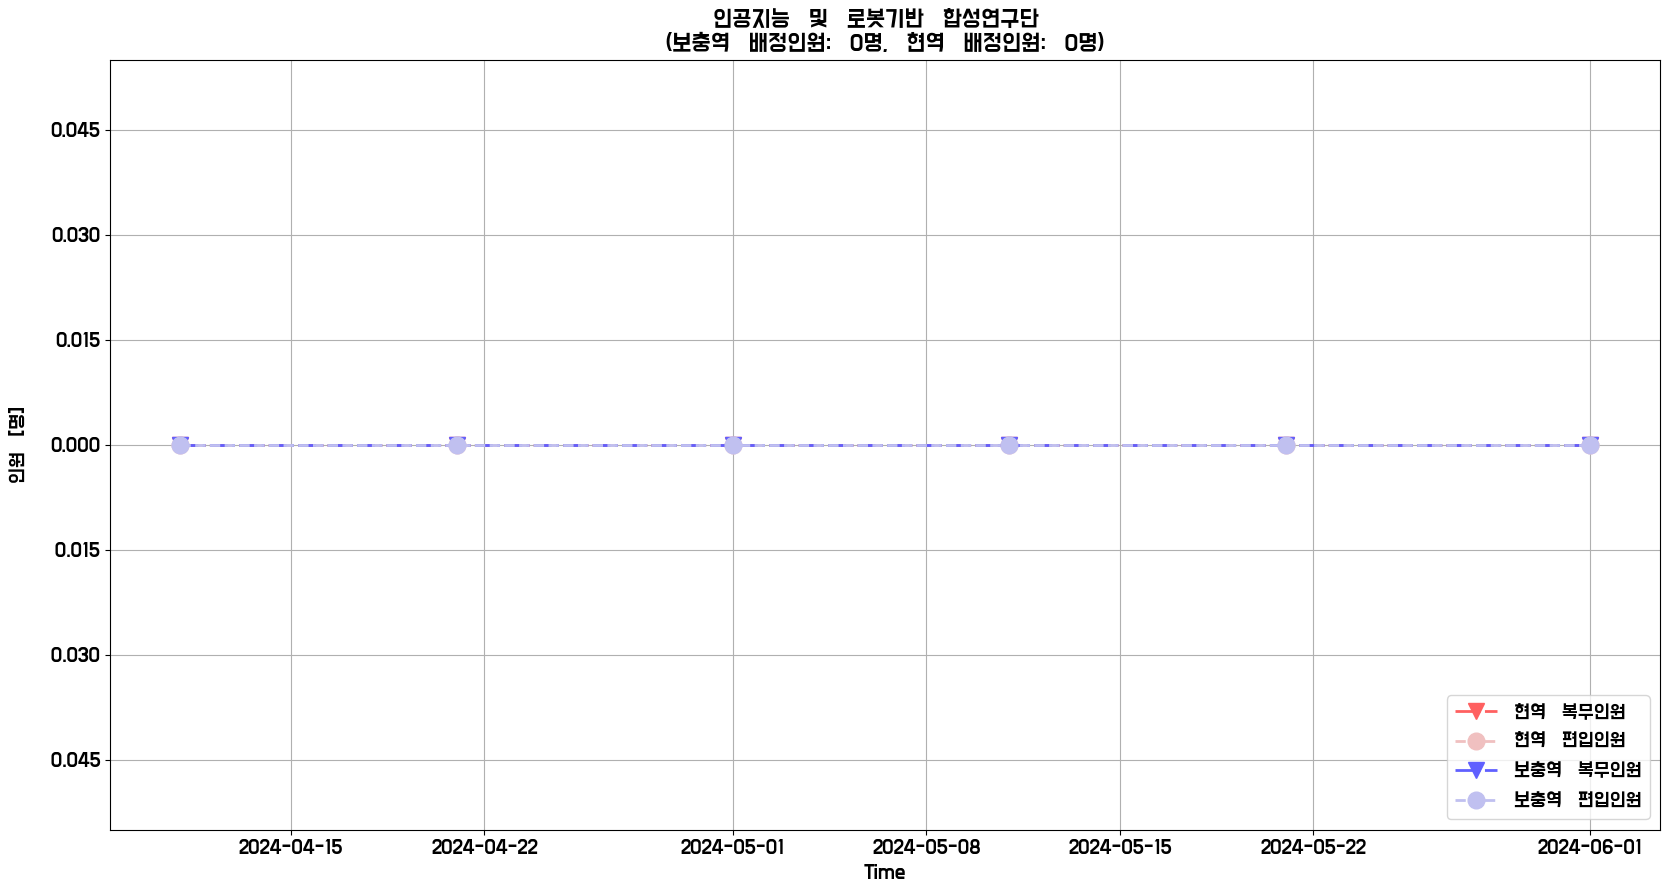 인공지능 및 로봇기반 합성연구단
(보충역 배정인원: 0명, 현역 배정인원: 0명)
인원 [명]
0.045
0.030
0.015
0.000
0.015
0.030
0.045
2024-04-15 2024-04-22 2024-05-01 2024-05-08 2024-05-15 2024-05-22 2024-06-01
Time
현역 복무인원
현역 편입인원
보충역 복무인원
보충역 편입인원